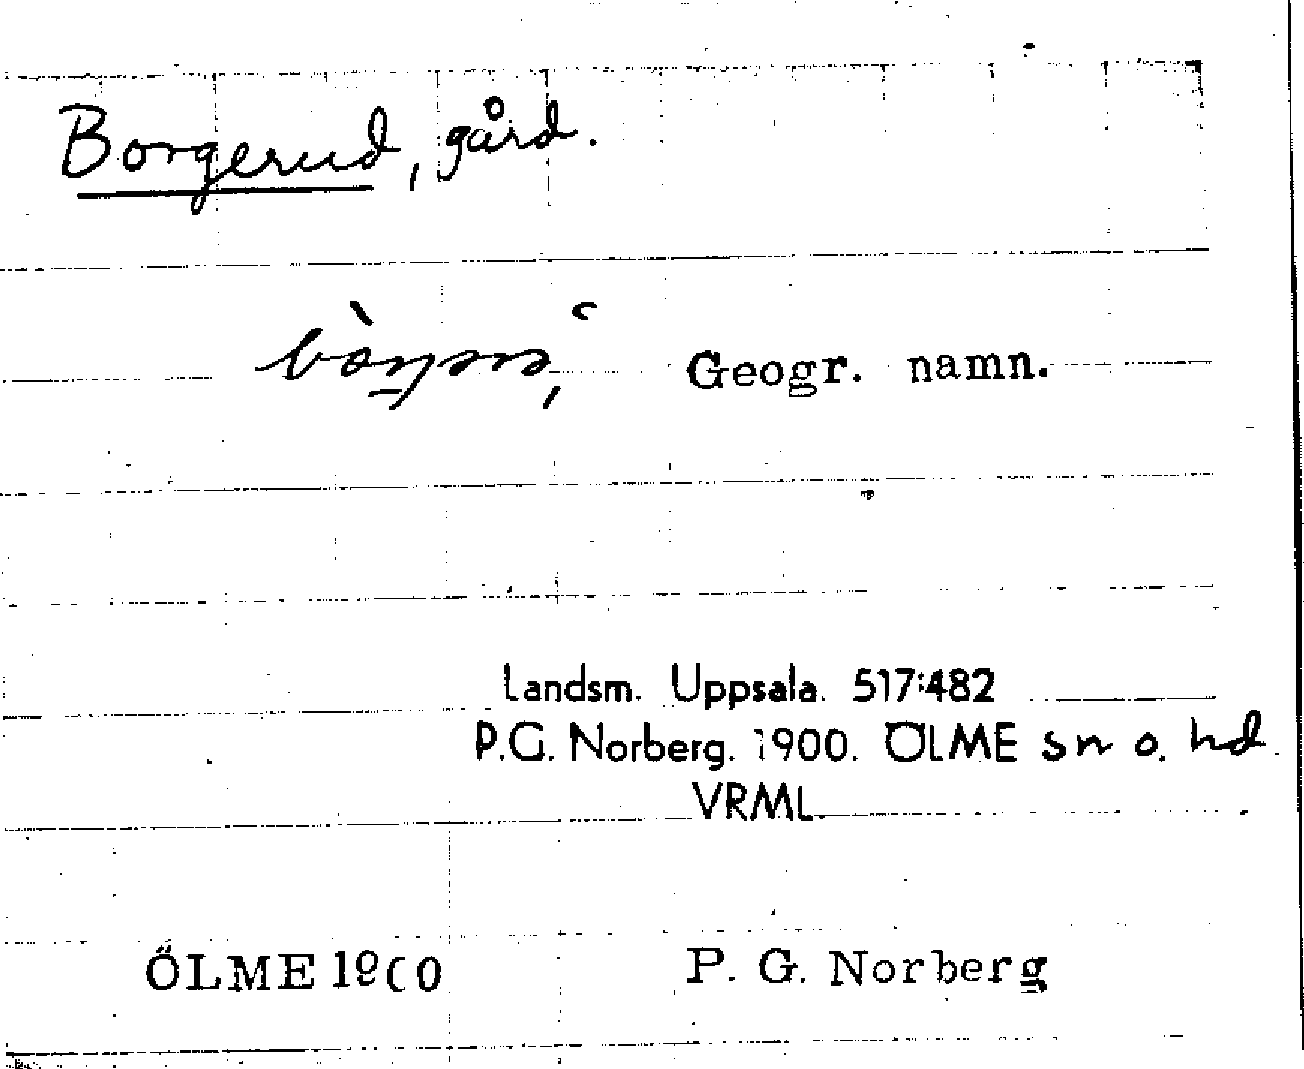 Borgerud, gård.
Geogr. namn.
Landsm. Uppsala. 517:482
P.G. Norberg. 1900. ÖLME sn o. hd.
VRML
ÖLME 1900 P. G. Norberg